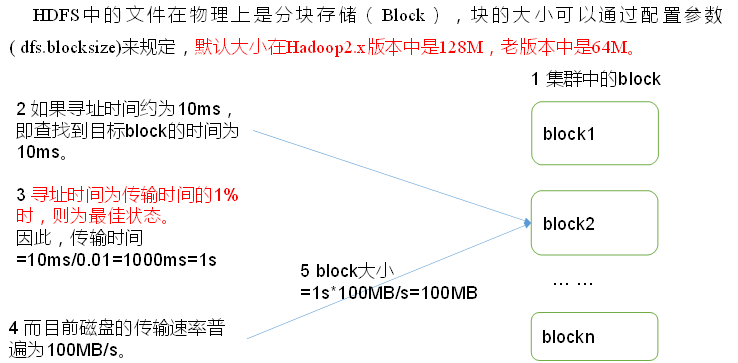 HDFS中的文件在物理上是分块存储（Block），块的大小可以通过配置参数
( dfs.blocksize)来规定，默认大小在Hadoop2.x版本中是128M，老版本中是64M。
1 集群中的block
2 如果寻址时间约为10ms，
即查找到目标block的时间为
10ms。
block1
3 寻址时间为传输时间的1%
时，则为最佳状态。
因此，传输时间
=10ms/0.01=1000ms=1s
block2
5 block大小
=1s*100MB/s=100MB
... ...
4 而目前磁盘的传输速率普
遍为100MB/s。
blockn